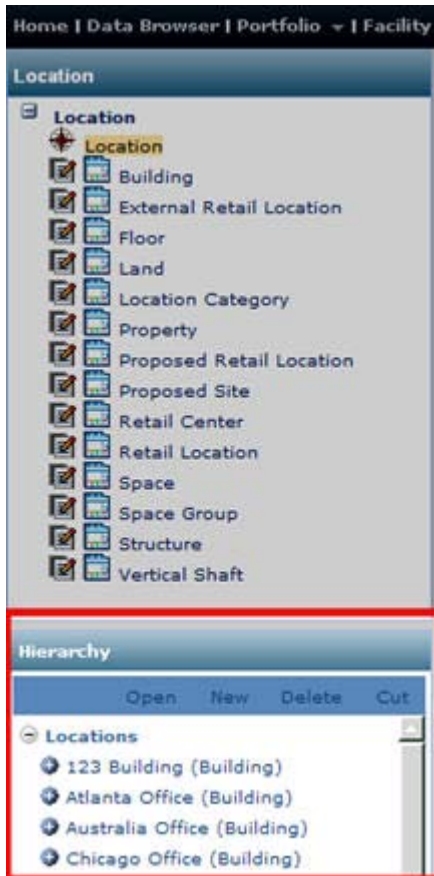 Home | Data Browser | Portfolio | Facility
Location
Location
Location
Building
External Retail Location
Floor
Land
Location Category
Property
Proposed Retail Location
Proposed Site
Retail Center
Retail Location
Space
Space Group
Structure
Vertical Shaft
Hierarchy
Open New Delete Cut
Locations
123 Building (Building)
Atlanta Office (Building)
Australia Office (Building)
Chicago Office (Building)